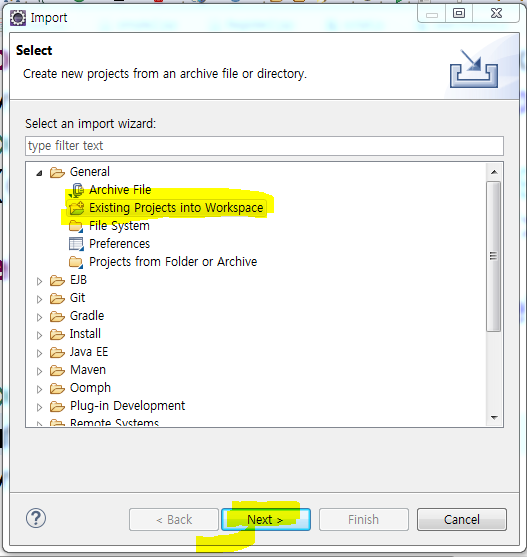 Import
Select
Create new projects from an archive file or directory.
Select an import wizard:
type filter text
General
Archive File
Existing Projects into Workspace
File System
Preferences
Projects from Folder or Archive
EJB
Git
Gradle
Install
Java EE
Maven
Oomph
Plug-in Development
Remote Systems
?
< Back
Next >
Finish
Cancel